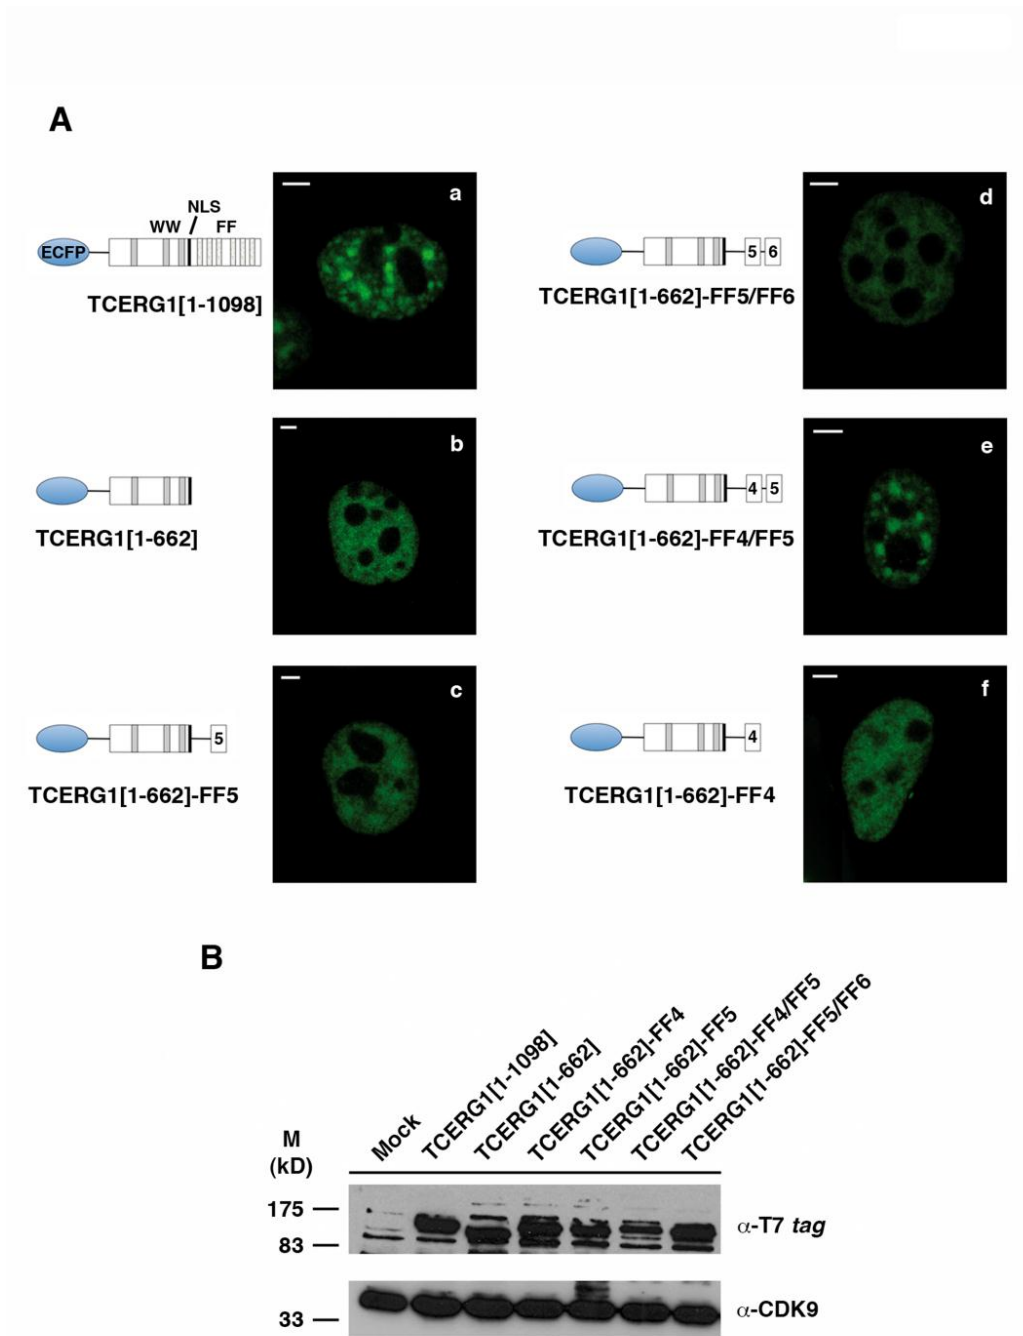 A
NLS
WW
FF
ECFP
TCERG1[1-1098]
a
5
6
TCERG1[1-662]-FF5/FF6
d
TCERG1[1-662]
b
4
5
TCERG1[1-662]-FF4/FF5
e
5
TCERG1[1-662]-FF5
c
4
TCERG1[1-662]-FF4
f
B
Mock
TCERG1[1-1098]
TCERG1[1-662]
TCERG1[1-662]-FF4
TCERG1[1-662]-FF5
TCERG1[1-662]-FF4/FF5
TCERG1[1-662]-FF5/FF6
M
(kD)
175
83
α-T7 tag
33
α-CDK9